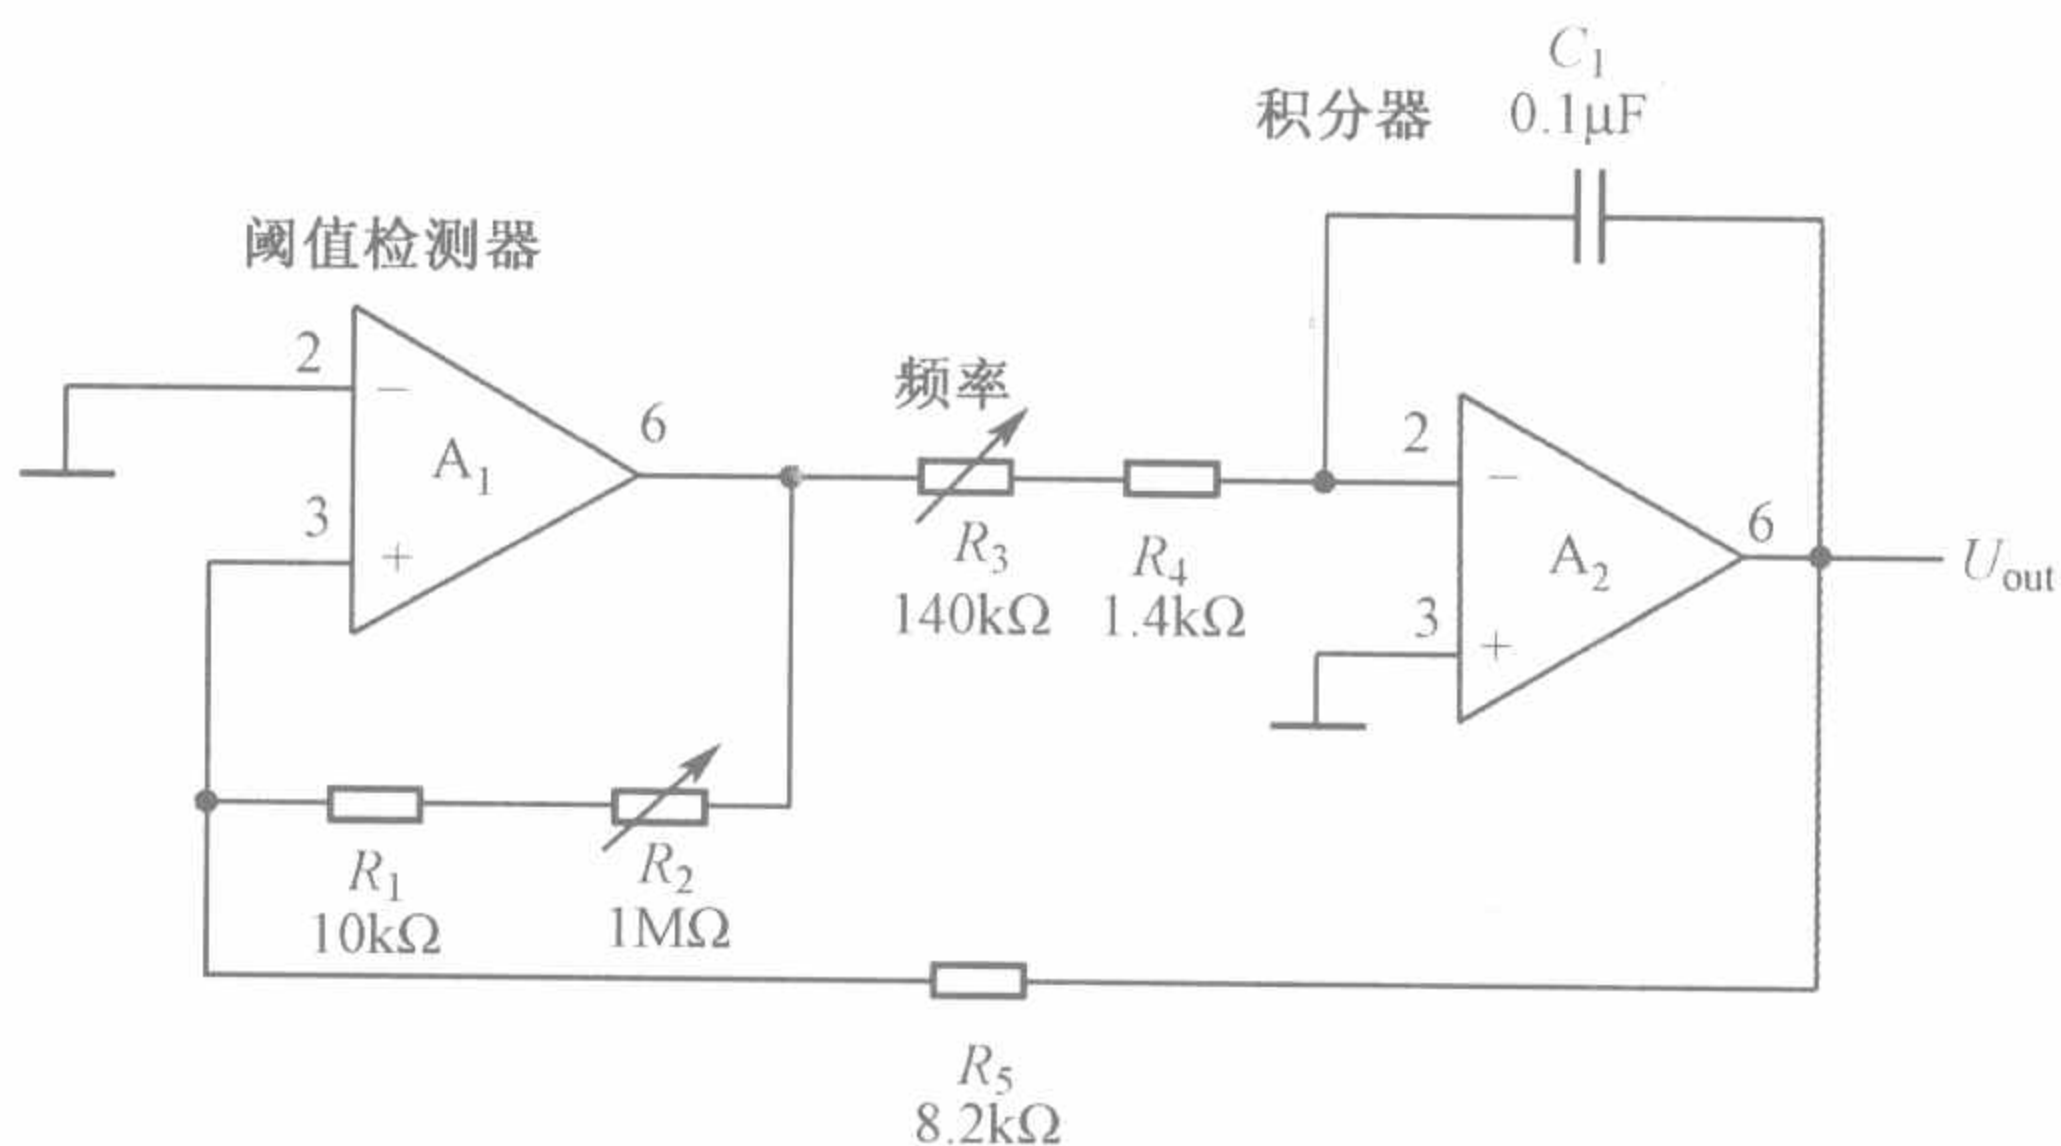 C₁
积分器 0.1μF
阈值检测器
2
−
A₁
6
3
+
频率
R₃
140kΩ
R₄
1.4kΩ
2
−
A₂
6
3
+
Uout
R₁
10kΩ
R₂
1MΩ
R₅
8.2kΩ